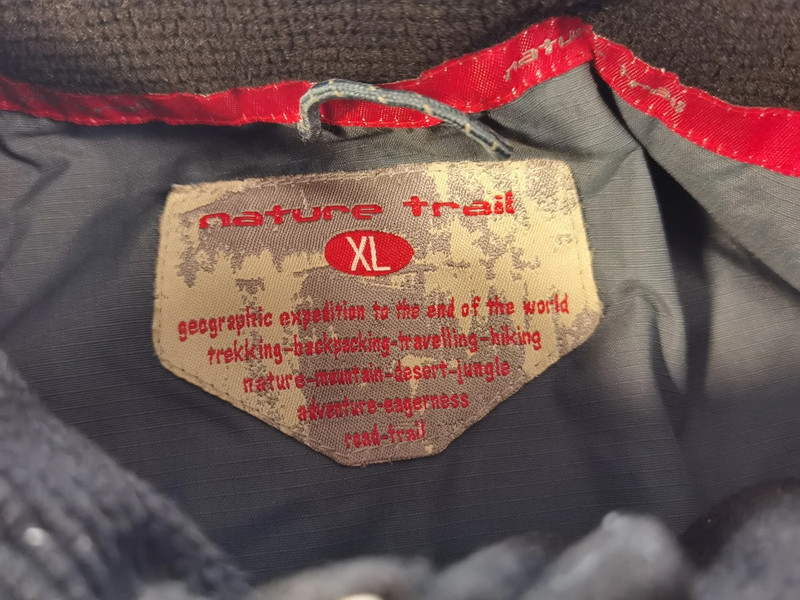 nature
nature trail
XL
geographic expedition to the end of the world
trekking-backpacking-travelling-hiking
nature-mountain-desert-jungle
adventure-eagerness
road-trail